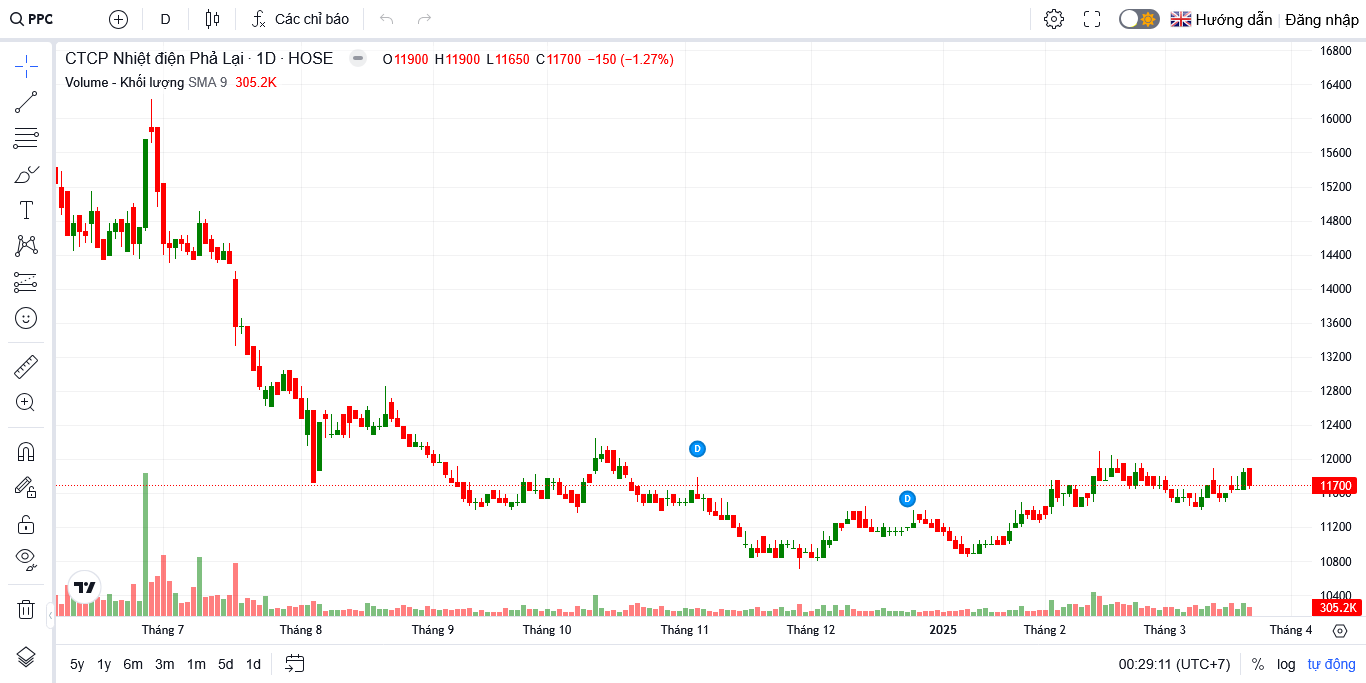 PPC D Các chỉ báo Hướng dẫn Đăng nhập
CTCP Nhiệt điện Phả Lại · 1D · HOSE O11900 H11900 L11650 C11700 −150 (−1.27%)
Volume - Khối lượng SMA 9 305.2K
16800
16400
16000
15600
15200
14800
14400
14000
13600
13200
12800
12400
12000
11700
11200
10800
10400
305.2K
D
D
Tháng 7 Tháng 8 Tháng 9 Tháng 10 Tháng 11 Tháng 12 2025 Tháng 2 Tháng 3 Tháng 4
5y 1y 6m 3m 1m 5d 1d 00:29:11 (UTC+7) % log tự động